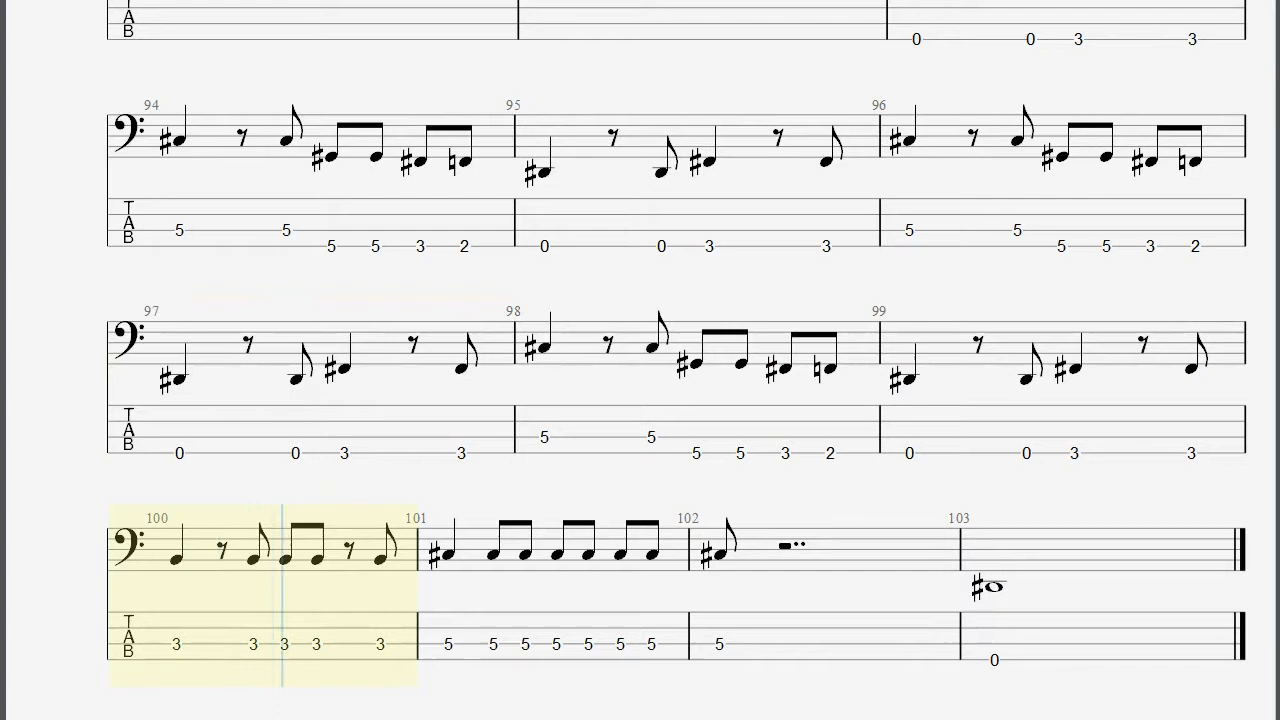 0 0 3 3
94 95 96
T
A
B
5 5 5 5 3 2 0 0 3 3 5 5 5 5 3 2
97 98 99
T
A
B
0 0 3 3 5 5 5 5 3 2 0 0 3 3
100 101 102 103
T
A
B
3 3 3 3 3 5 5 5 5 5 5 5 5 0